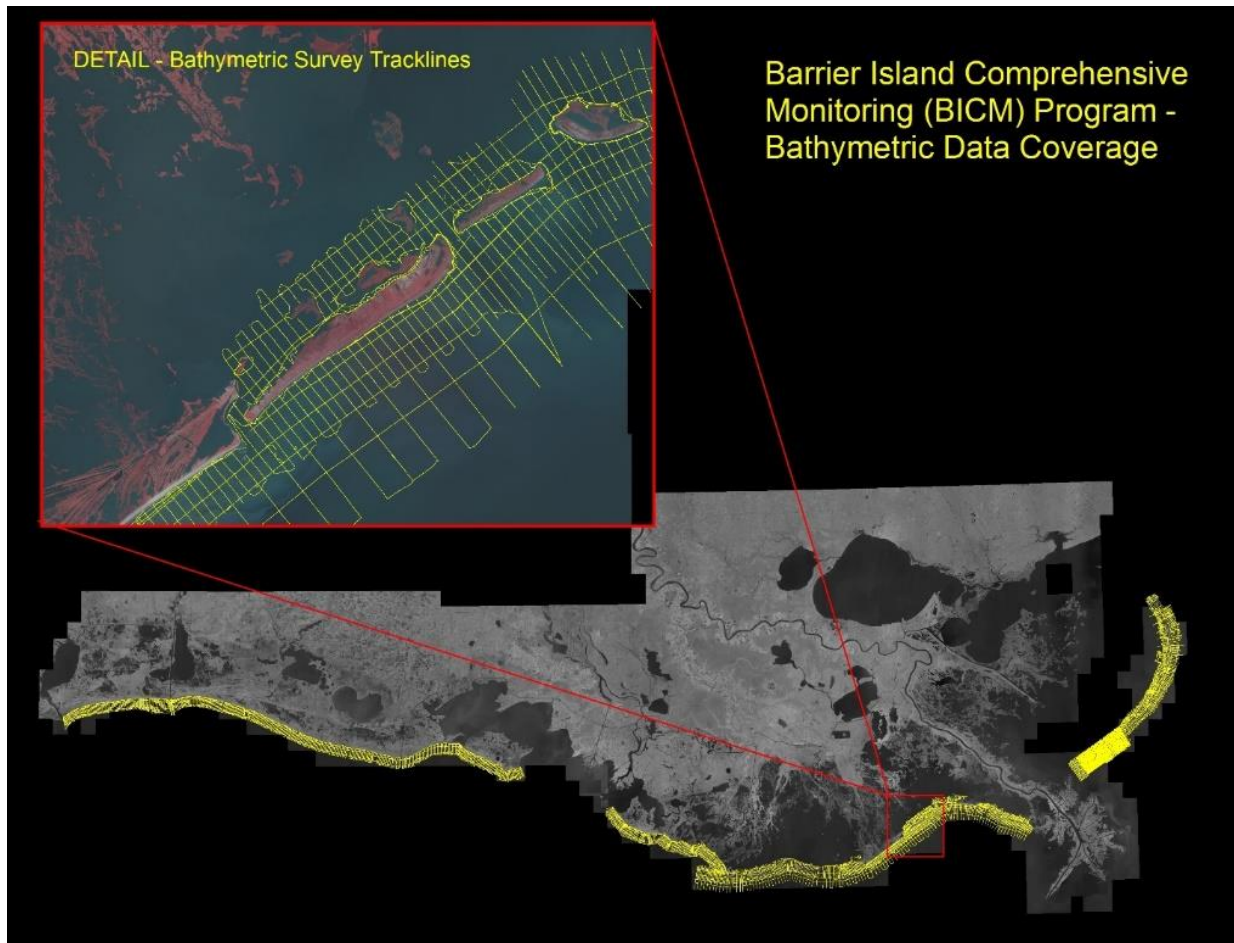 DETAIL - Bathymetric Survey Tracklines
Barrier Island Comprehensive
Monitoring (BICM) Program -
Bathymetric Data Coverage